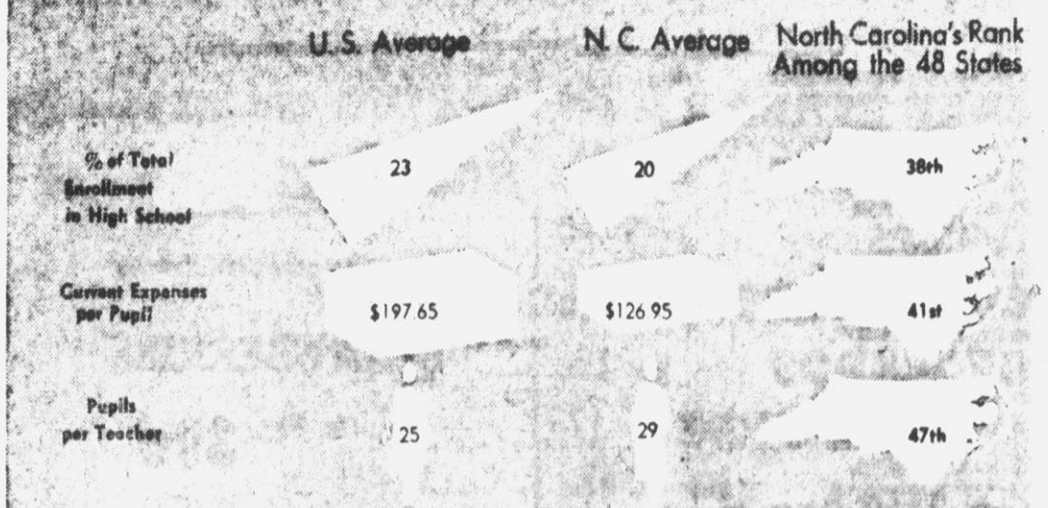 U. S. Average
N. C. Average
North Carolina's Rank
Among the 48 States
% of Total
Enrollment
in High School
23
20
38th
Current Expenses
per Pupil
$197.65
$126 95
41st
Pupils
per Teacher
25
29
47th